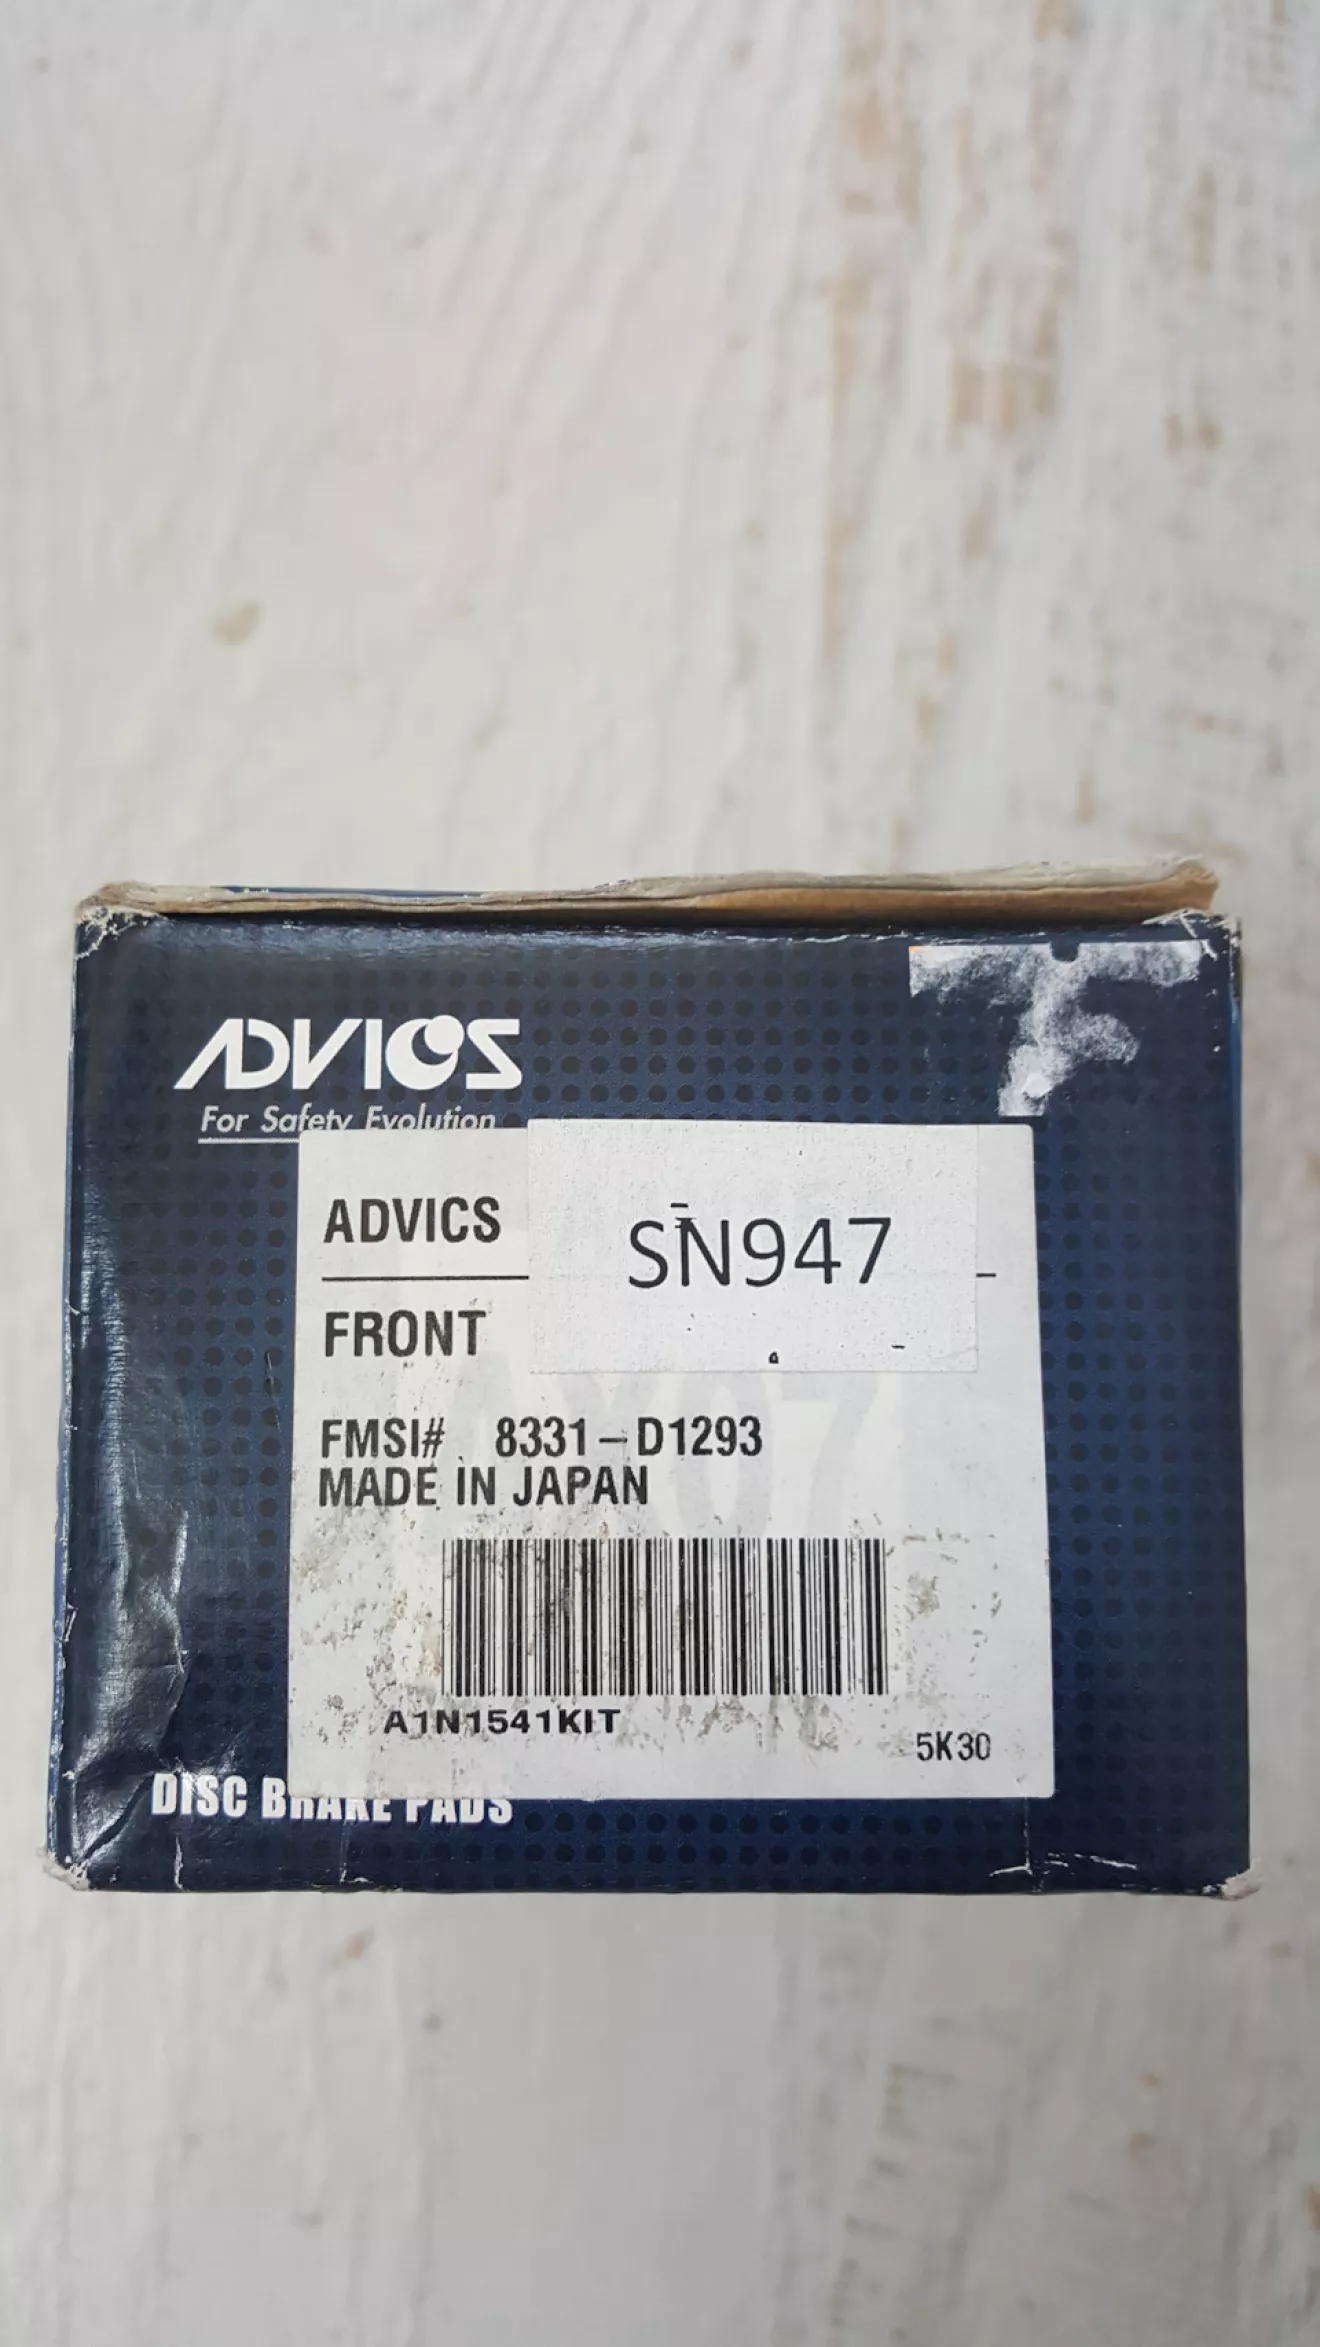 ADVICS
For Safety Evolution
ADVICS
SN947
FRONT
FMSI# 8331-D1293
MADE IN JAPAN
A1N1541KIT
5K30
DISC BRAKE PADS